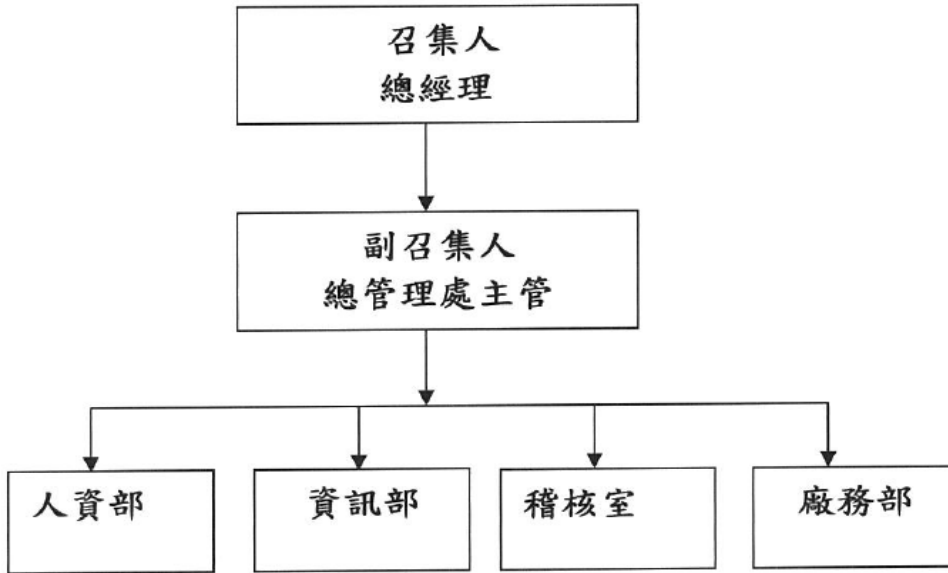 召集人
總經理
副召集人
總管理處主管
人資部
資訊部
稽核室
廠務部